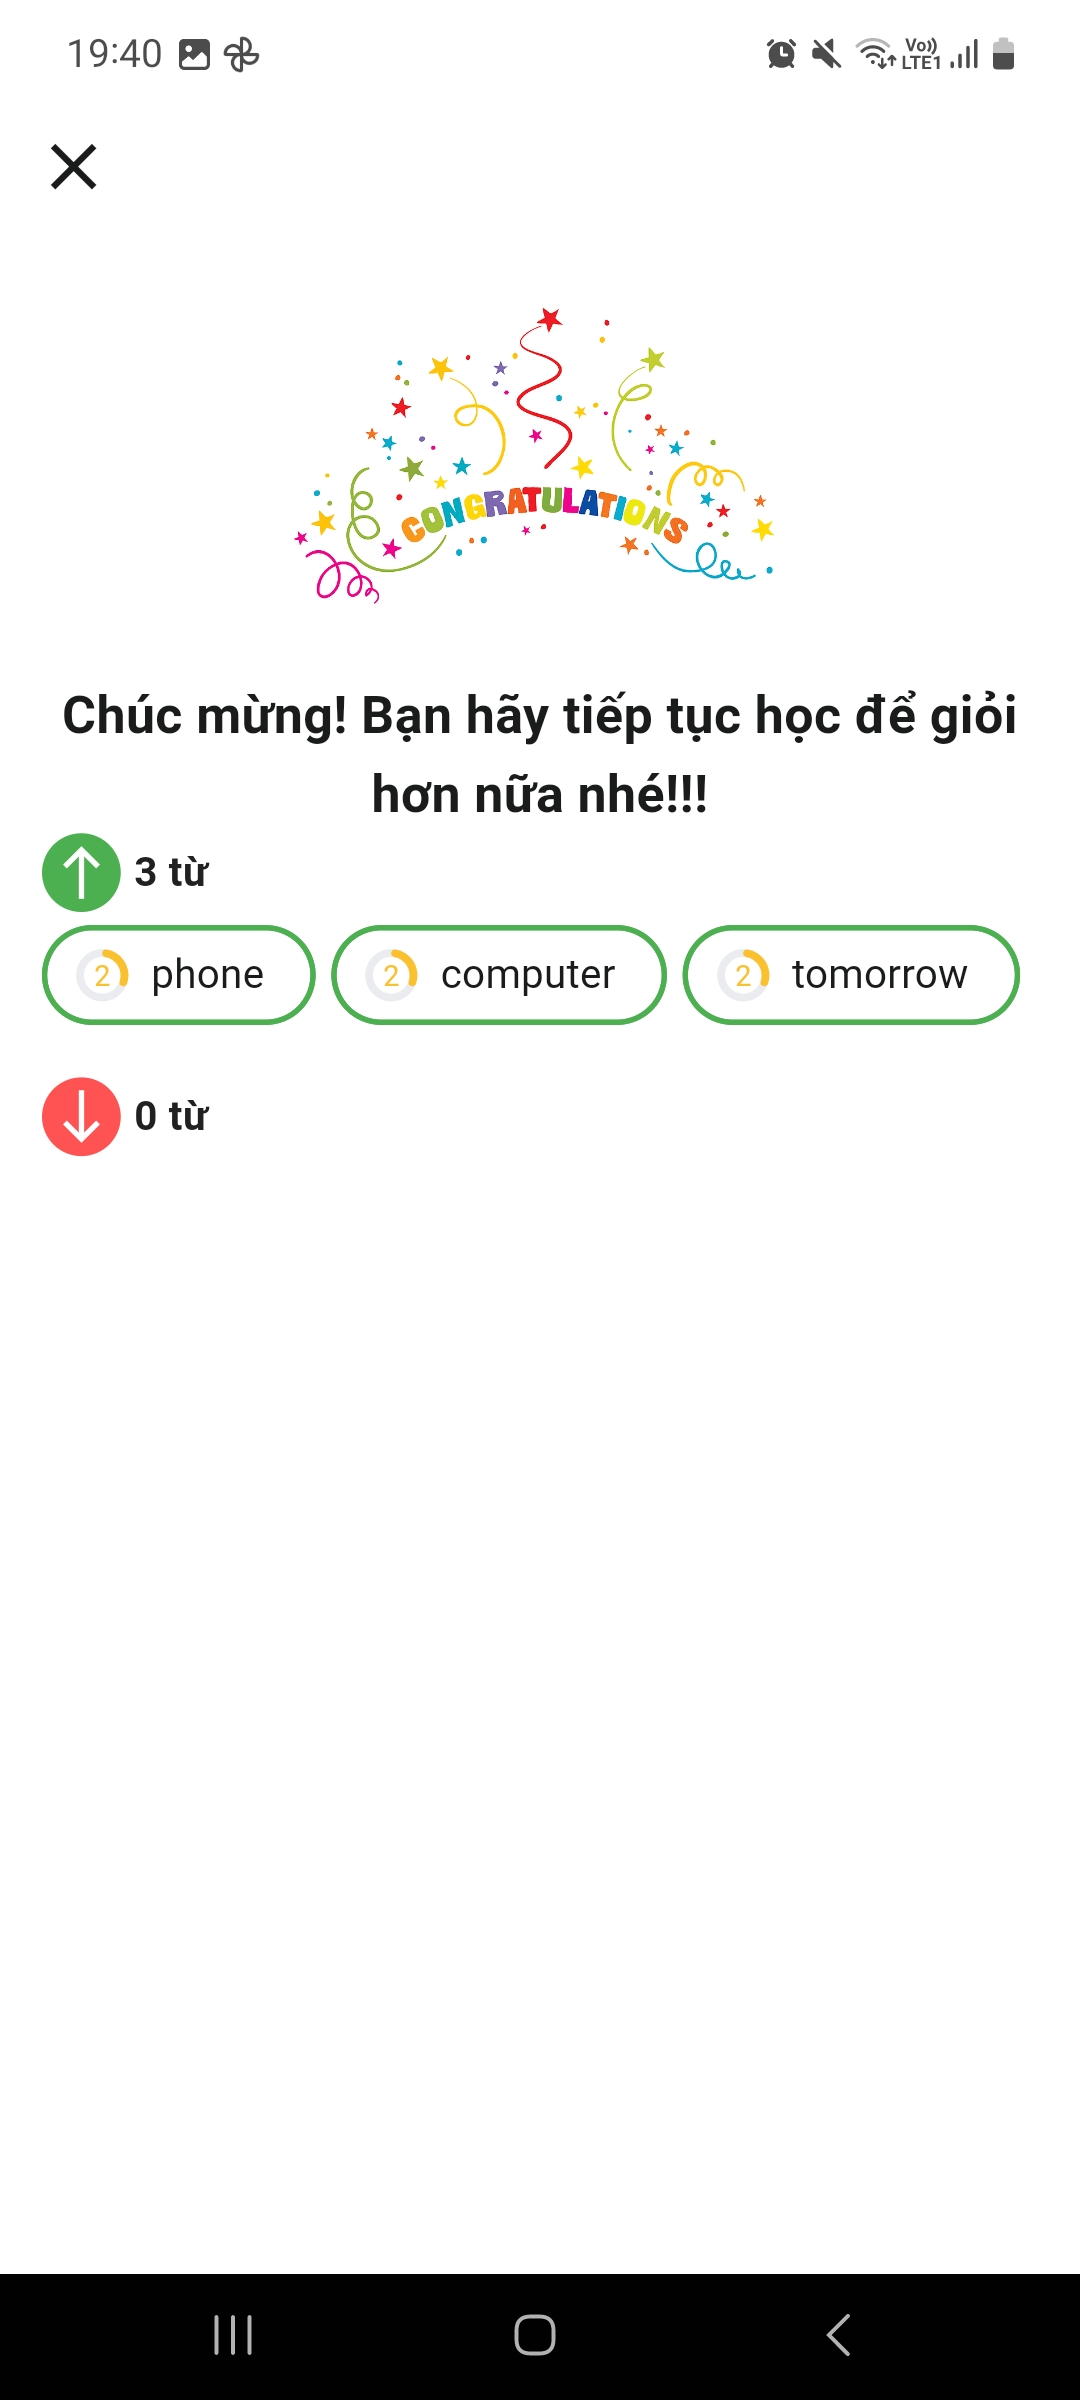 19:40
Vo))
LTE1
CONGRATULATIONS
Chúc mừng! Bạn hãy tiếp tục học để giỏi
hơn nữa nhé!!!
3 từ
2 phone 2 computer 2 tomorrow
0 từ